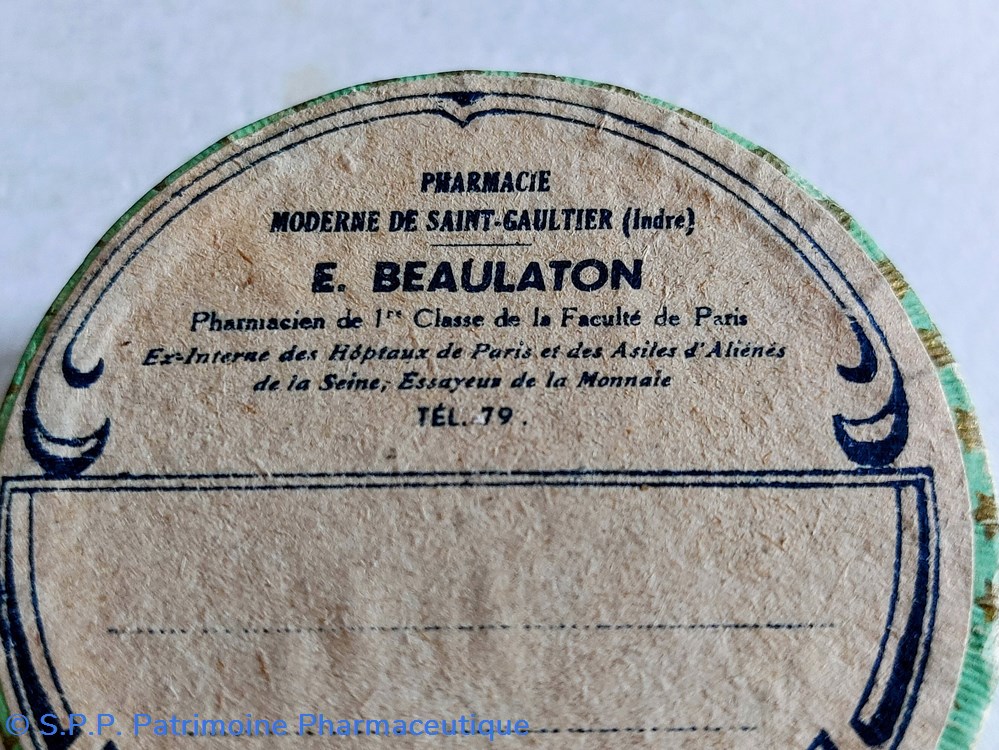 PHARMACIE
MODERNE DE SAINT-GAULTIER (Indre)
E. BEAULATON
Pharmacien de 1re Classe de la Faculté de Paris
Ex-Interne des Hôptaux de Paris et des Asiles d'Aliénés
de la Seine, Essayeur de la Monnaie
TÉL. 79.
© S.P.P. Patrimoine Pharmaceutique